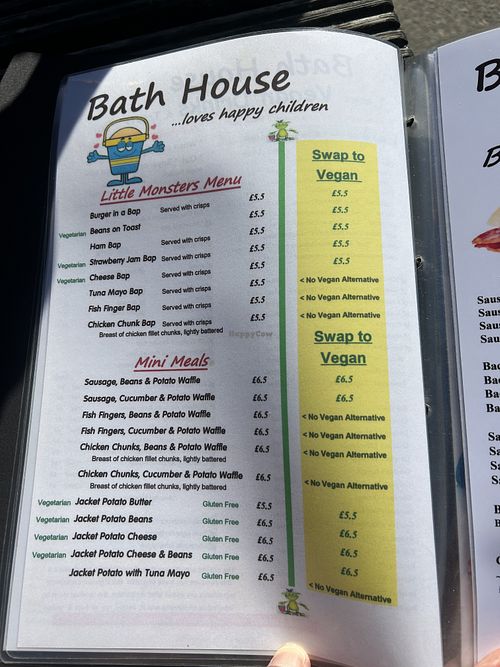 Bath House
...loves happy children
Little Monsters Menu
Swap to
Vegan
Burger in a Bap Served with crisps £5.5 £5.5
Vegetarian Beans on Toast £5.5 £5.5
Ham Bap Served with crisps £5.5 £5.5
Vegetarian Strawberry Jam Bap Served with crisps £5.5 £5.5
Vegetarian Cheese Bap Served with crisps £5.5 £5.5
Tuna Mayo Bap Served with crisps £5.5 < No Vegan Alternative
Fish Finger Bap Served with crisps £5.5 < No Vegan Alternative
Chicken Chunk Bap Served with crisps £5.5 < No Vegan Alternative
Breast of chicken fillet chunks, lightly battered
HappyCow
Mini Meals
Swap to
Vegan
Sausage, Beans & Potato Waffle £6.5 £6.5
Sausage, Cucumber & Potato Waffle £6.5 £6.5
Fish Fingers, Beans & Potato Waffle £6.5 < No Vegan Alternative
Fish Fingers, Cucumber & Potato Waffle £6.5 < No Vegan Alternative
Chicken Chunks, Beans & Potato Waffle £6.5 < No Vegan Alternative
Breast of chicken fillet chunks, lightly battered
Chicken Chunks, Cucumber & Potato Waffle £6.5 < No Vegan Alternative
Breast of chicken fillet chunks, lightly battered
Vegetarian Jacket Potato Butter Gluten Free £5.5 £5.5
Vegetarian Jacket Potato Beans Gluten Free £6.5 £6.5
Vegetarian Jacket Potato Cheese Gluten Free £6.5 £6.5
Vegetarian Jacket Potato Cheese & Beans Gluten Free £6.5 £6.5
Jacket Potato with Tuna Mayo Gluten Free £6.5 < No Vegan Alternative